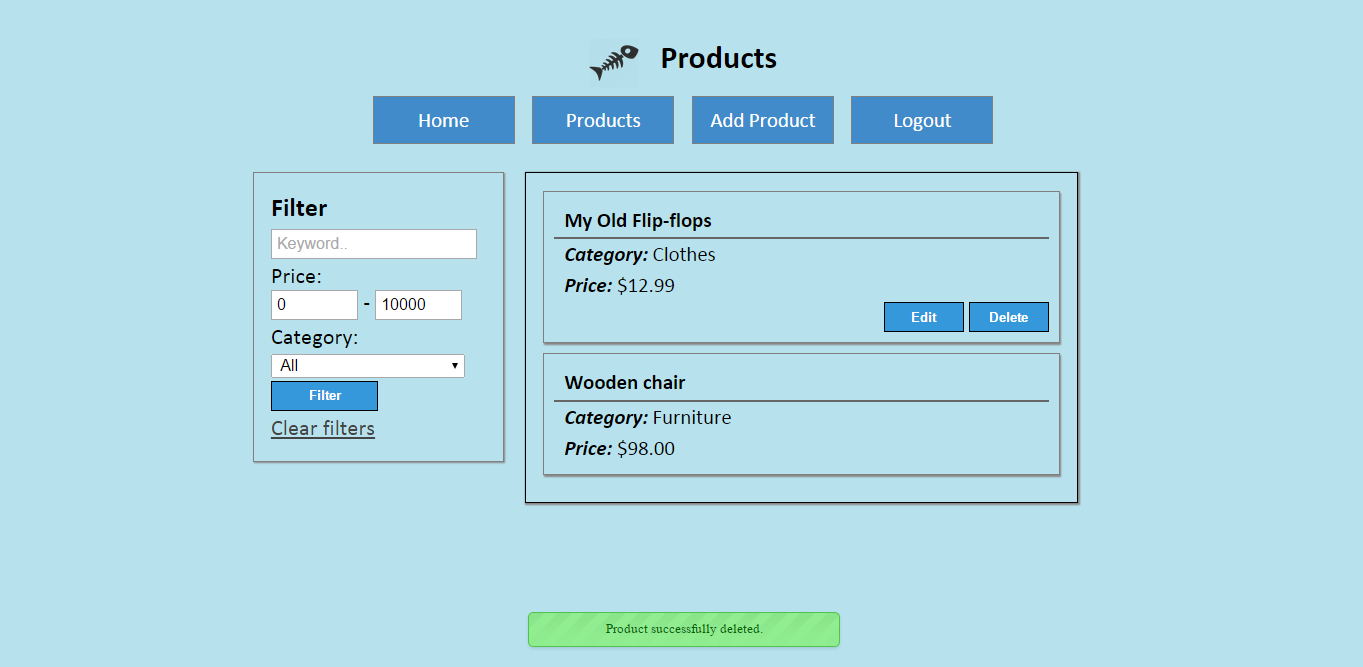 Products
Home Products Add Product Logout
Filter
Keyword..
Price:
0 - 10000
Category:
All
Filter
Clear filters
My Old Flip-flops
Category: Clothes
Price: $12.99
Edit Delete
Wooden chair
Category: Furniture
Price: $98.00
Product successfully deleted.